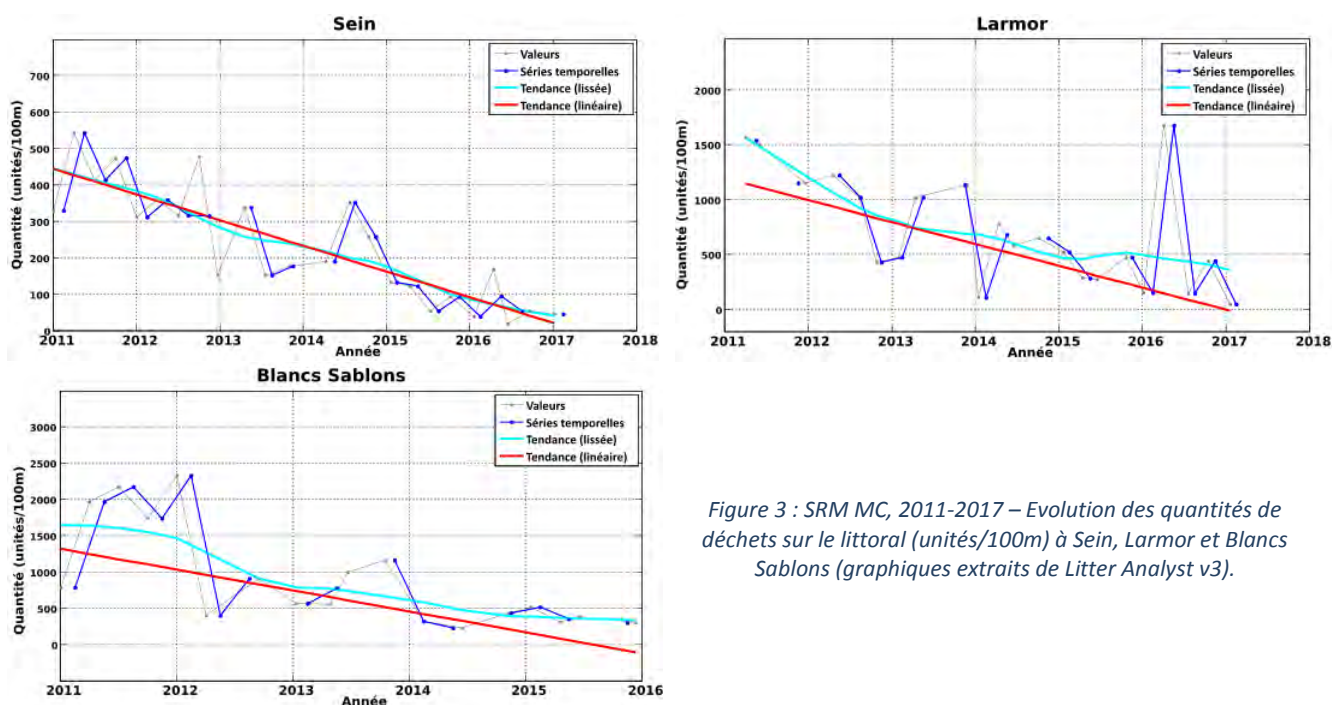 Sein
Quantité (unités/100m)
700
600
500
400
300
200
100
0
2011 2012 2013 2014 2015 2016 2017 2018
Année
Valeurs
Séries temporelles
Tendance (lissée)
Tendance (linéaire)
Larmor
Quantité (unités/100m)
2000
1500
1000
500
0
2011 2012 2013 2014 2015 2016 2017 2018
Année
Valeurs
Séries temporelles
Tendance (lissée)
Tendance (linéaire)
Blancs Sablons
Quantité (unités/100m)
3000
2500
2000
1500
1000
500
0
2011 2012 2013 2014 2015 2016
Année
Valeurs
Séries temporelles
Tendance (lissée)
Tendance (linéaire)
Figure 3 : SRM MC, 2011-2017 – Evolution des quantités de
déchets sur le littoral (unités/100m) à Sein, Larmor et Blancs
Sablons (graphiques extraits de Litter Analyst v3).